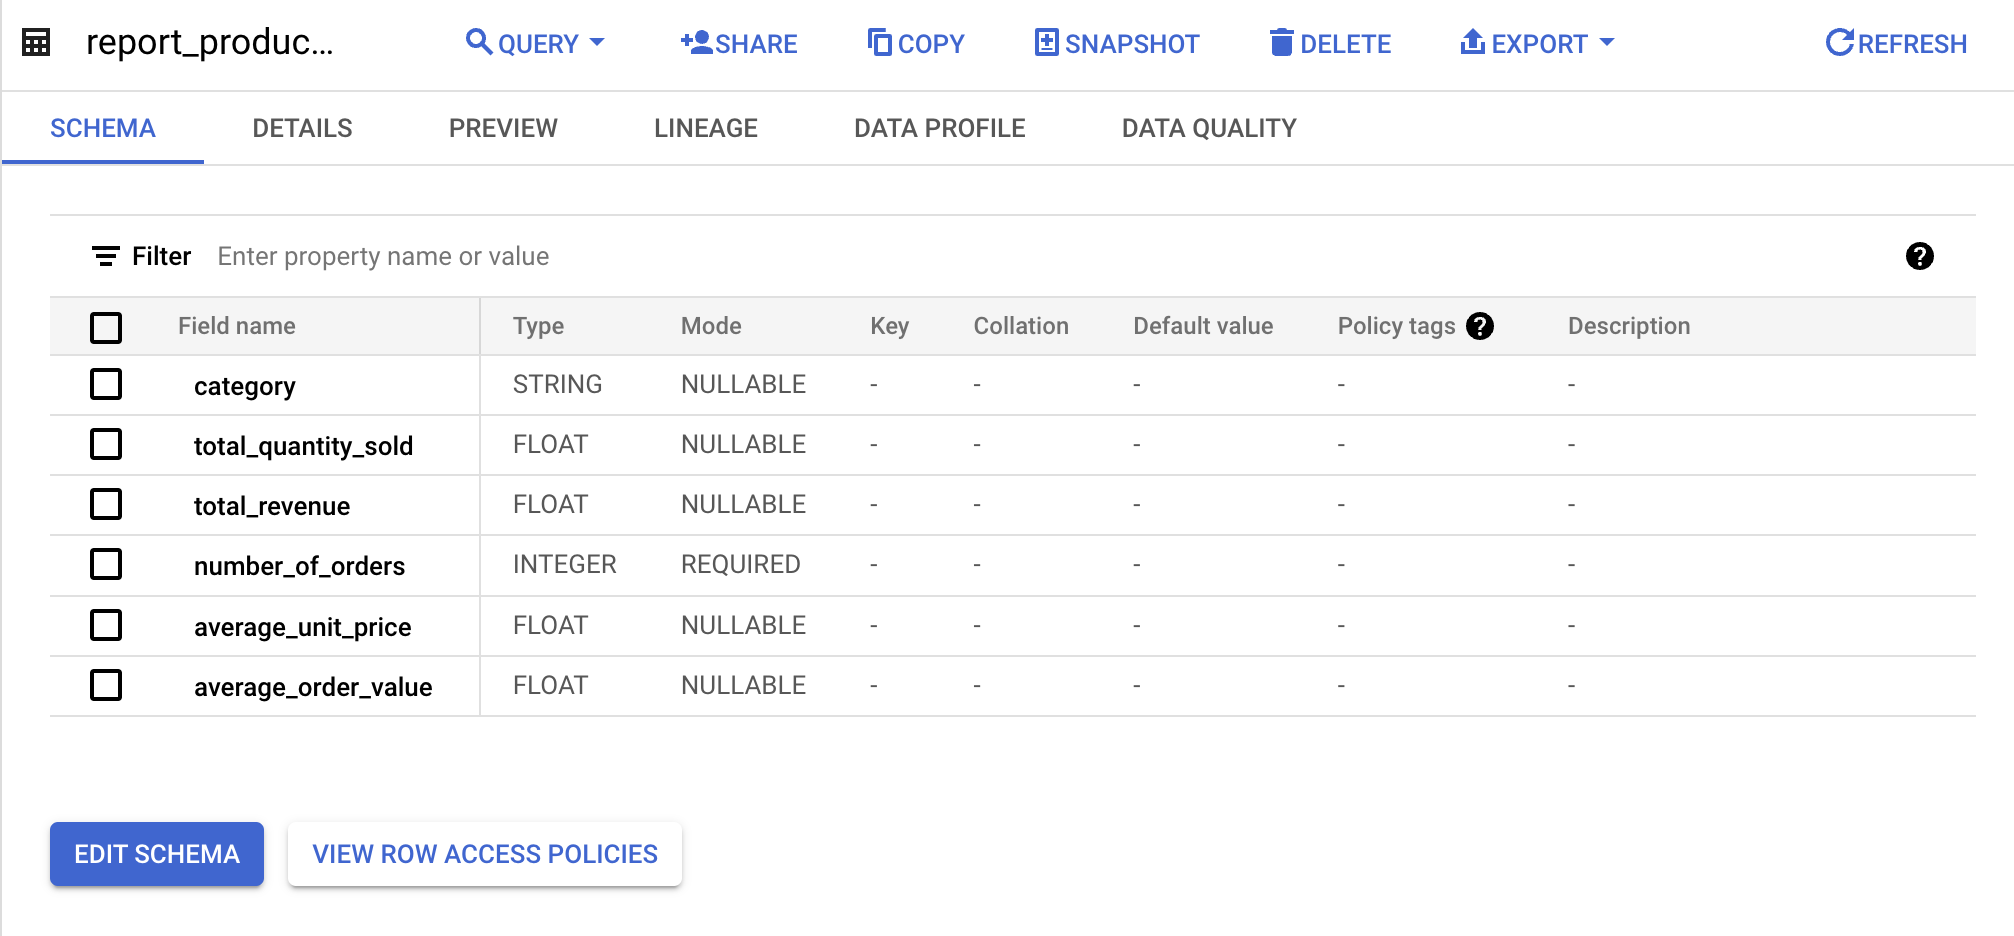 report_produc... QUERY SHARE COPY SNAPSHOT DELETE EXPORT REFRESH
SCHEMA DETAILS PREVIEW LINEAGE DATA PROFILE DATA QUALITY
Filter Enter property name or value ?
Field name Type Mode Key Collation Default value Policy tags ? Description
category STRING NULLABLE - - - - -
total_quantity_sold FLOAT NULLABLE - - - - -
total_revenue FLOAT NULLABLE - - - - -
number_of_orders INTEGER REQUIRED - - - - -
average_unit_price FLOAT NULLABLE - - - - -
average_order_value FLOAT NULLABLE - - - - -
EDIT SCHEMA VIEW ROW ACCESS POLICIES